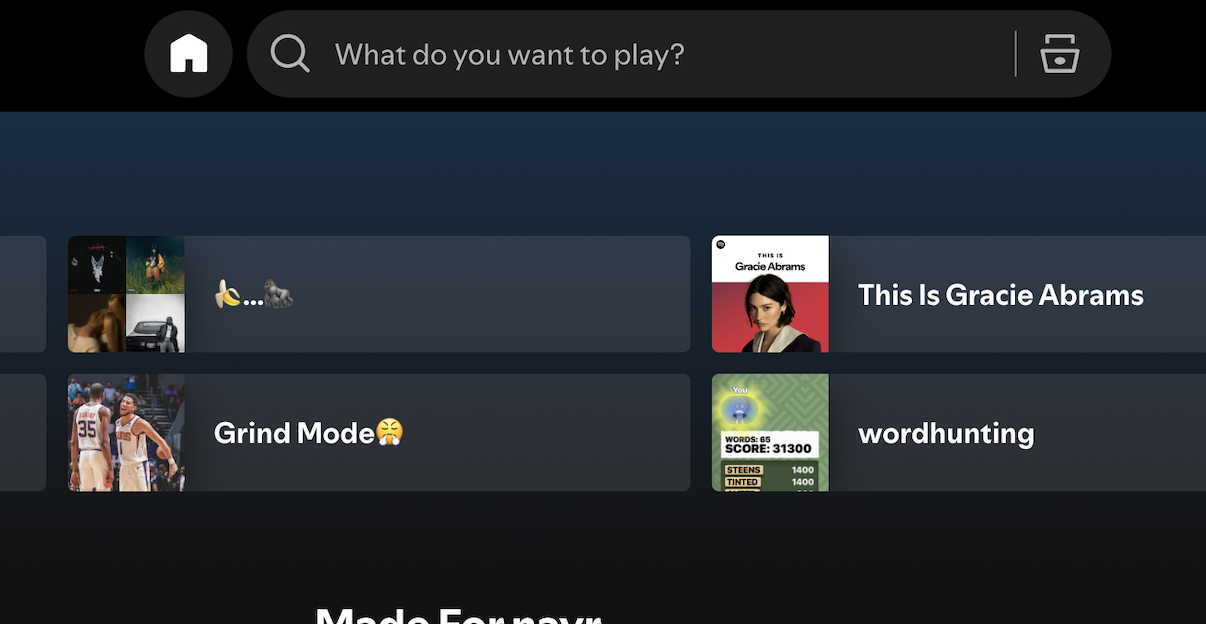 What do you want to play?
🍌...🦍
THIS IS
Gracie Abrams
This Is Gracie Abrams
35
Grind Mode😤
You
WORDS: 65
SCORE: 31300
STEENS 1400
TINTED 1400
wordhunting
Made For nayr